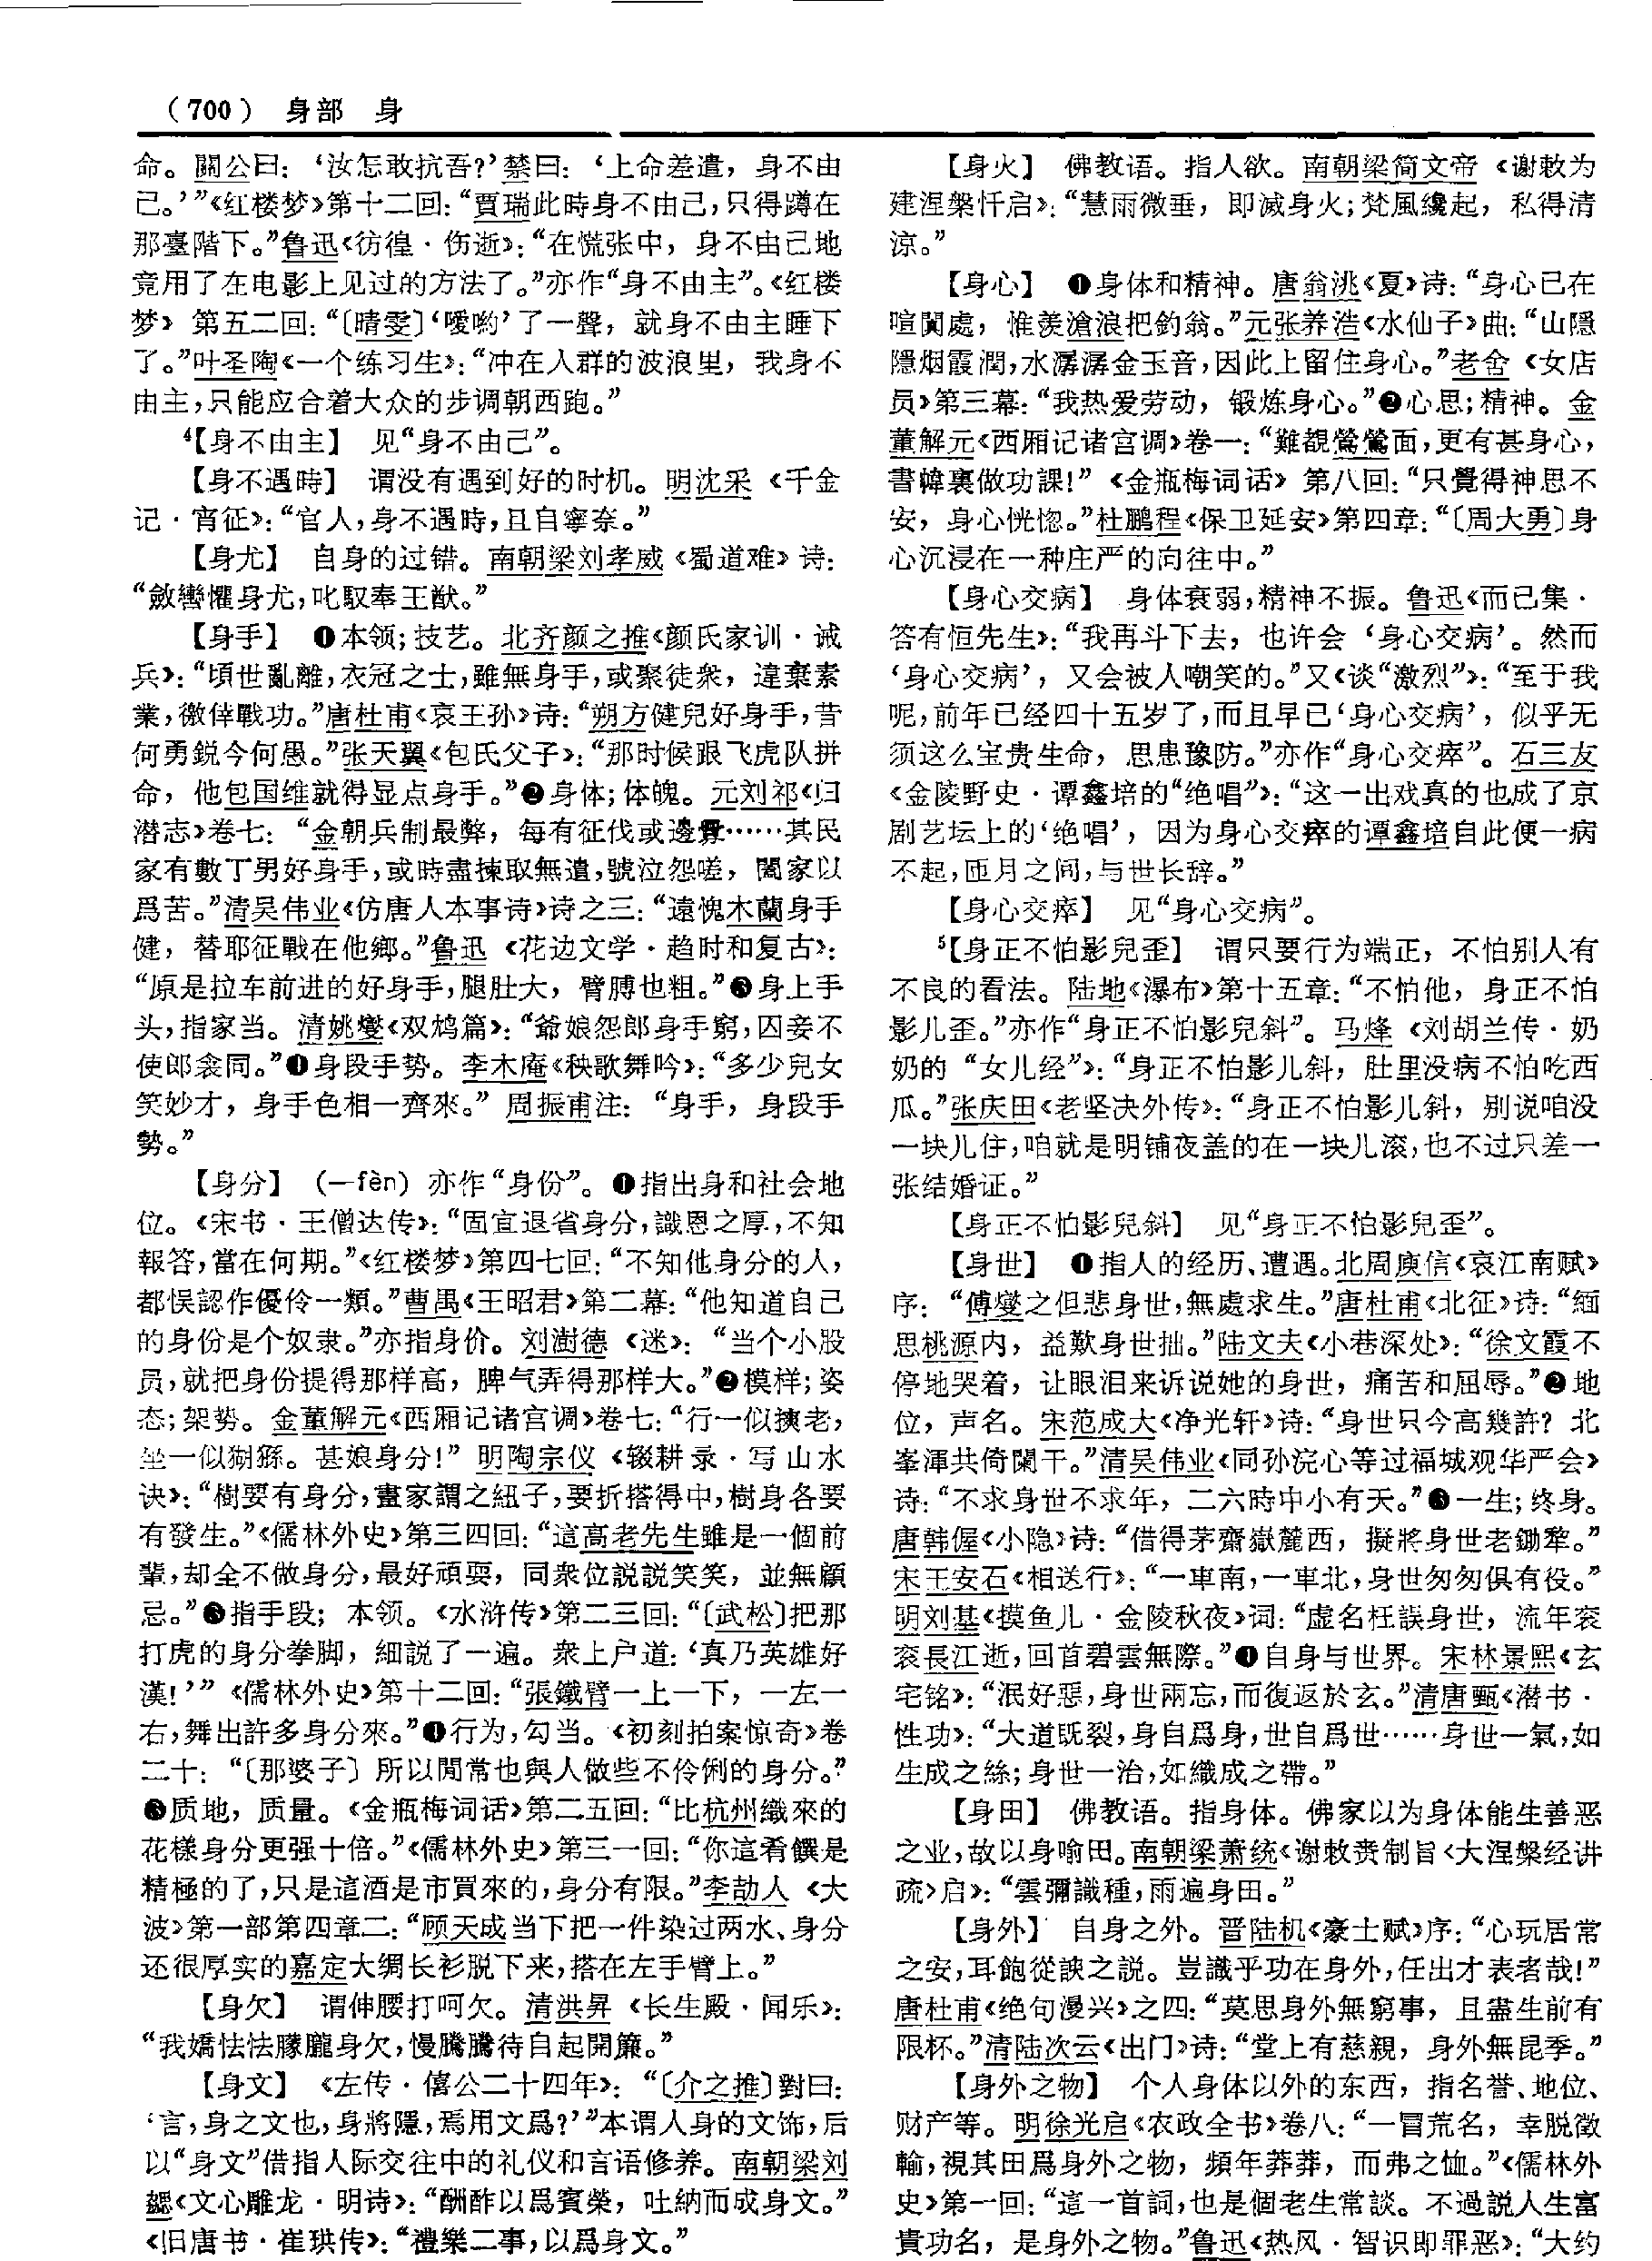 （700） 身部 身
命。關公曰：‘汝怎敢抗吾？’禁曰：‘上命差遣，身不由
己。’”《红楼梦》第十二回：“賈瑞此時身不由己，只得蹲在
那臺階下。”鲁迅《彷徨·伤逝》：“在慌张中，身不由己地
竟用了在电影上见过的方法了。”亦作“身不由主”。《红楼
梦》第五二回：“〔晴雯〕‘噯喲’了一聲，就身不由主睡下
了。”叶圣陶《一个练习生》：“冲在人群的波浪里，我身不
由主，只能应合着大众的步调朝西跑。”
⁴【身不由主】 见“身不由己”。
【身不遇時】 谓没有遇到好的时机。明沈采《千金
记·宵征》：“官人，身不遇時，且自寧奈。”
【身尤】 自身的过错。南朝梁刘孝威《蜀道难》诗：
“斂轡懼身尤，叱馭奉王猷。”
【身手】 ❶本领；技艺。北齐颜之推《颜氏家训·诫
兵》：“頃世亂離，衣冠之士，雖無身手，或聚徒衆，違棄素
業，徼倖戰功。”唐杜甫《哀王孙》诗：“朔方健兒好身手，昔
何勇鋭今何愚。”张天翼《包氏父子》：“那时候跟飞虎队拼
命，他包国维就得显点身手。”❷身体；体魄。元刘祁《归
潜志》卷七：“金朝兵制最弊，每有征伐或邊釁……其民
家有數丁男好身手，或時盡揀取無遺，號泣怨嗟，闔家以
爲苦。”清吴伟业《仿唐人本事诗》诗之三：“遠愧木蘭身手
健，替耶征戰在他鄉。”鲁迅《花边文学·趋时和复古》：
“原是拉车前进的好身手，腿肚大，臂膊也粗。”❸身上手
头，指家当。清姚燮《双鸩篇》：“爺娘怨郎身手窮，因妾不
使郎衾同。”❹身段手势。李木庵《秧歌舞吟》：“多少兒女
笑妙才，身手色相一齊來。”周振甫注：“身手，身段手
勢。”
【身分】 （—fèn）亦作“身份”。❶指出身和社会地
位。《宋书·王僧达传》：“固宜退省身分，識恩之厚，不知
報答，當在何期。”《红楼梦》第四七回：“不知他身分的人，
都悮認作優伶一類。”曹禺《王昭君》第二幕：“他知道自己
的身份是个奴隶。”亦指身价。刘澍德《迷》：“当个小股
员，就把身份提得那样高，脾气弄得那样大。”❷模样；姿
态；架势。金董解元《西厢记诸宫调》卷七：“行一似搀老，
坐一似猢猻。甚娘身分！”明陶宗仪《辍耕录·写山水
诀》：“樹要有身分，畫家謂之紐子，要折搭得中，樹身各要
有發生。”《儒林外史》第三四回：“這高老先生雖是一個前
輩，却全不做身分，最好頑耍，同衆位説説笑笑，並無顧
忌。”❸指手段；本领。《水浒传》第二三回：“〔武松〕把那
打虎的身分拳脚，細説了一遍。衆上户道：‘真乃英雄好
漢！’”《儒林外史》第十二回：“張鐵臂一上一下，一左一
右，舞出許多身分來。”❹行为，勾当。《初刻拍案惊奇》卷
二十：“〔那婆子〕所以閒常也與人做些不伶俐的身分。”
❺质地，质量。《金瓶梅词话》第二五回：“比杭州織來的
花樣身分更强十倍。”《儒林外史》第三一回：“你這肴饌是
精極的了，只是這酒是市買來的，身分有限。”李劼人《大
波》第一部第四章二：“顾天成当下把一件染过两水、身分
还很厚实的嘉定大绸长衫脱下来，搭在左手臂上。”
【身欠】 谓伸腰打呵欠。清洪昇《长生殿·闻乐》：
“我嬌怯怯朦朧身欠，慢騰騰待自起開簾。”
【身文】 《左传·僖公二十四年》：“〔介之推〕對曰：
‘言，身之文也，身將隱，焉用文爲？’”本谓人身的文饰，后
以“身文”借指人际交往中的礼仪和言语修养。南朝梁刘
勰《文心雕龙·明诗》：“酬酢以爲賓榮，吐納而成身文。”
《旧唐书·崔珙传》：“禮樂二事，以爲身文。”
【身火】 佛教语。指人欲。南朝梁简文帝《谢敕为
建涅槃忏启》：“慧雨微垂，即滅身火；梵風纔起，私得清
涼。”
【身心】 ❶身体和精神。唐翁洮《夏》诗：“身心已在
喧闐處，惟羨滄浪把釣翁。”元张养浩《水仙子》曲：“山隱
隱烟霞潤，水潺潺金玉音，因此上留住身心。”老舍《女店
员》第三幕：“我热爱劳动，锻炼身心。”❷心思；精神。金
董解元《西厢记诸宫调》卷一：“難覩鶯鶯面，更有甚身心，
書幃裏做功課！”《金瓶梅词话》第八回：“只覺得神思不
安，身心恍惚。”杜鹏程《保卫延安》第四章：“〔周大勇〕身
心沉浸在一种庄严的向往中。”
【身心交病】 身体衰弱，精神不振。鲁迅《而已集·
答有恒先生》：“我再斗下去，也许会‘身心交病’。然而
‘身心交病’，又会被人嘲笑的。”又《谈“激烈”》：“至于我
呢，前年已经四十五岁了，而且早已‘身心交病’，似乎无
须这么宝贵生命，思患豫防。”亦作“身心交瘁”。石三友
《金陵野史·谭鑫培的“绝唱”》：“这一出戏真的也成了京
剧艺坛上的‘绝唱’，因为身心交瘁的谭鑫培自此便一病
不起，匝月之间，与世长辞。”
【身心交瘁】 见“身心交病”。
⁵【身正不怕影兒歪】 谓只要行为端正，不怕别人有
不良的看法。陆地《瀑布》第十五章：“不怕他，身正不怕
影儿歪。”亦作“身正不怕影兒斜”。马烽《刘胡兰传·奶
奶的“女儿经”》：“身正不怕影儿斜，肚里没病不怕吃西
瓜。”张庆田《老坚决外传》：“身正不怕影儿斜，别说咱没
一块儿住，咱就是明铺夜盖的在一块儿滚，也不过只差一
张结婚证。”
【身正不怕影兒斜】 见“身正不怕影兒歪”。
【身世】 ❶指人的经历、遭遇。北周庾信《哀江南赋》
序：“傅燮之但悲身世，無處求生。”唐杜甫《北征》诗：“緬
思桃源内，益歎身世拙。”陆文夫《小巷深处》：“徐文霞不
停地哭着，让眼泪来诉说她的身世，痛苦和屈辱。”❷地
位，声名。宋范成大《净光轩》诗：“身世只今高幾許？北
峯渾共倚闌干。”清吴伟业《同孙浣心等过福城观华严会》
诗：“不求身世不求年，二六時中小有天。”❸一生；终身。
唐韩偓《小隐》诗：“借得茅齋嶽麓西，擬將身世老鋤犂。”
宋王安石《相送行》：“一車南，一車北，身世匆匆俱有役。”
明刘基《摸鱼儿·金陵秋夜》词：“虚名枉誤身世，流年衮
衮長江逝，回首碧雲無際。”❹自身与世界。宋林景熙《玄
宅铭》：“泯好惡，身世兩忘，而復返於玄。”清唐甄《潜书·
性功》：“大道既裂，身自爲身，世自爲世……身世一氣，如
生成之絲；身世一治，如織成之帶。”
【身田】 佛教语。指身体。佛家以为身体能生善恶
之业，故以身喻田。南朝梁萧统《谢敕赉制旨〈大涅槃经讲
疏〉启》：“雲彌識種，雨遍身田。”
【身外】 自身之外。晋陆机《豪士赋》序：“心玩居常
之安，耳飽從諛之説。豈識乎功在身外，任出才表者哉！”
唐杜甫《绝句漫兴》之四：“莫思身外無窮事，且盡生前有
限杯。”清陆次云《出门》诗：“堂上有慈親，身外無昆季。”
【身外之物】 个人身体以外的东西，指名誉、地位、
财产等。明徐光启《农政全书》卷八：“一冒荒名，幸脱徵
輸，視其田爲身外之物，頻年莽莽，而弗之恤。”《儒林外
史》第一回：“這一首詞，也是個老生常談。不過説人生富
貴功名，是身外之物。”鲁迅《热风·智识即罪恶》：“大约